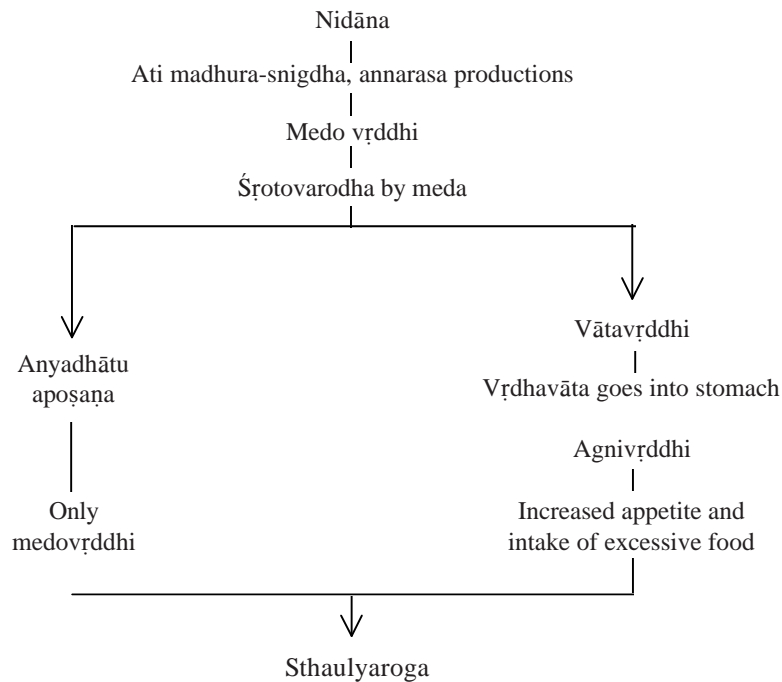 Nidāna
Ati madhura-snigdha, annarasa productions
Medo vṛddhi
Śṛotovarodha by meda
Anyadhātu
apoṣaṇa
Only
medovṛddhi
Vātavṛddhi
Vṛdhavāta goes into stomach
Agnivṛddhi
Increased appetite and
intake of excessive food
Sthaulyaroga